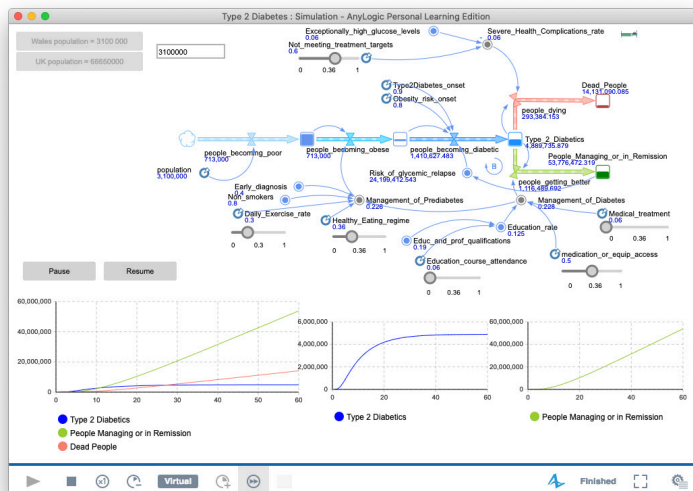 Type 2 Diabetes : Simulation - AnyLogic Personal Learning Edition
Wales population = 3100 000
UK population = 66650000
3100000
Exceptionally_high_glucose_levels
0.06
Severe_Health_Complications_rate
0.06
Not_meeting_treatment_targets
0.6
0 0.36 1
Type2Diabetes_onset
0.9
Obesity_risk_onset
0.8
Dead_People
14,131,090.085
people_dying
293,384.153
people_becoming_poor
713,000
people_becoming_obese
713,000
people_becoming_diabetic
1,410,627.483
Type_2_Diabetics
4,889,735.879
People_Managing_or_in_Remission
53,776,472.319
population
3,100,000
Risk_of_glycemic_relapse
24,199,412.543
B
people_getting_better
1,116,489.692
Early_diagnosis
0.4
Non_smokers
0.8
Management_of_Prediabetes
0.226
Management_of_Diabetes
0.228
Daily_Exercise_rate
0.3
0 0.3 1
Healthy_Eating_regime
0.36
0 0.36 1
Educ_and_prof_qualifications
0.19
Education_rate
0.125
Medical_treatment
0.06
0 0.36 1
Education_course_attendance
0.06
0 0.36 1
medication_or_equip_access
0.5
0 0.36 1
Pause
Resume
60,000,000
40,000,000
20,000,000
0
0 10 20 30 40 50 60
Type 2 Diabetics
People Managing or in Remission
Dead People
6,000,000
4,000,000
2,000,000
0
0 20 40 60
Type 2 Diabetics
60,000,000
40,000,000
20,000,000
0
0 20 40 60
People Managing or in Remission
x1
Virtual
Finished